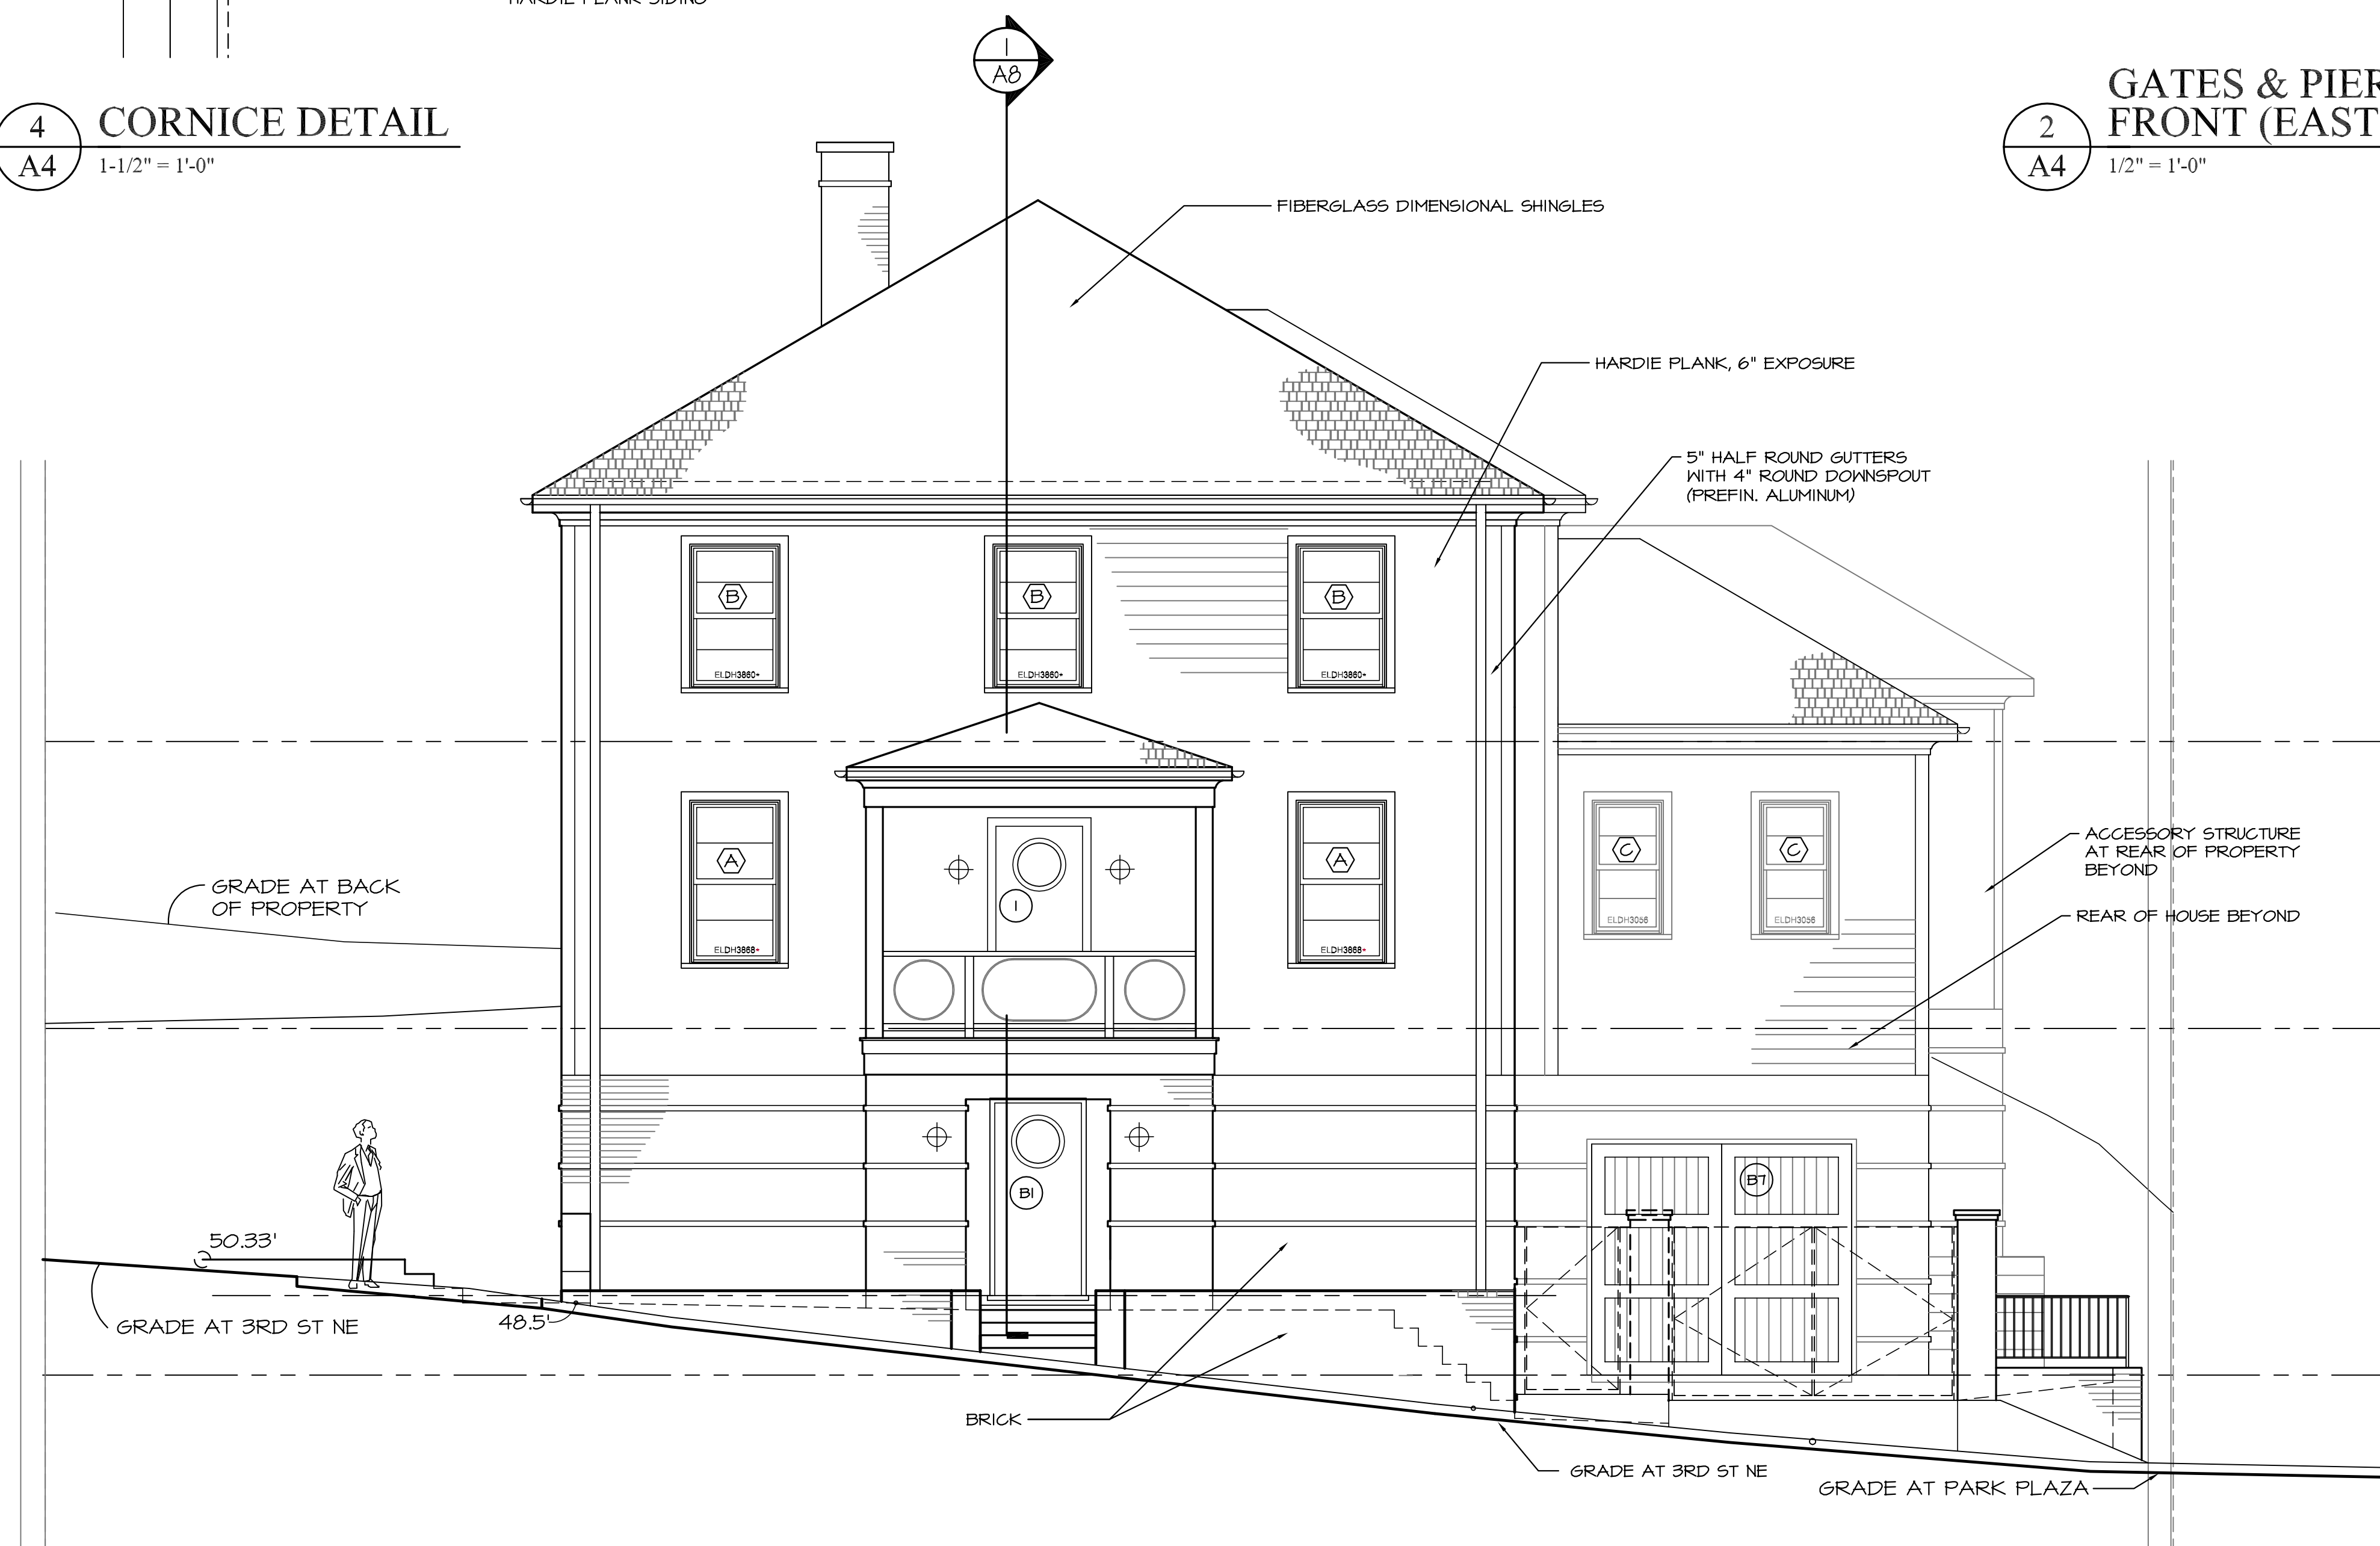 HARDIE PLANK SIDING
1
A8
4
A4
CORNICE DETAIL
1-1/2" = 1'-0"
2
A4
GATES & PIER
FRONT (EAST
1/2" = 1'-0"
FIBERGLASS DIMENSIONAL SHINGLES
HARDIE PLANK, 6" EXPOSURE
5" HALF ROUND GUTTERS
WITH 4" ROUND DOWNSPOUT
(PREFIN. ALUMINUM)
B
B
B
ELDH3860*
ELDH3860*
ELDH3860*
A
A
C
C
ELDH3868*
ELDH3868*
ELDH3056
ELDH3056
1
ACCESSORY STRUCTURE
AT REAR OF PROPERTY
BEYOND
REAR OF HOUSE BEYOND
GRADE AT BACK
OF PROPERTY
B1
B7
50.33'
48.5'
GRADE AT 3RD ST NE
BRICK
GRADE AT 3RD ST NE
GRADE AT PARK PLAZA